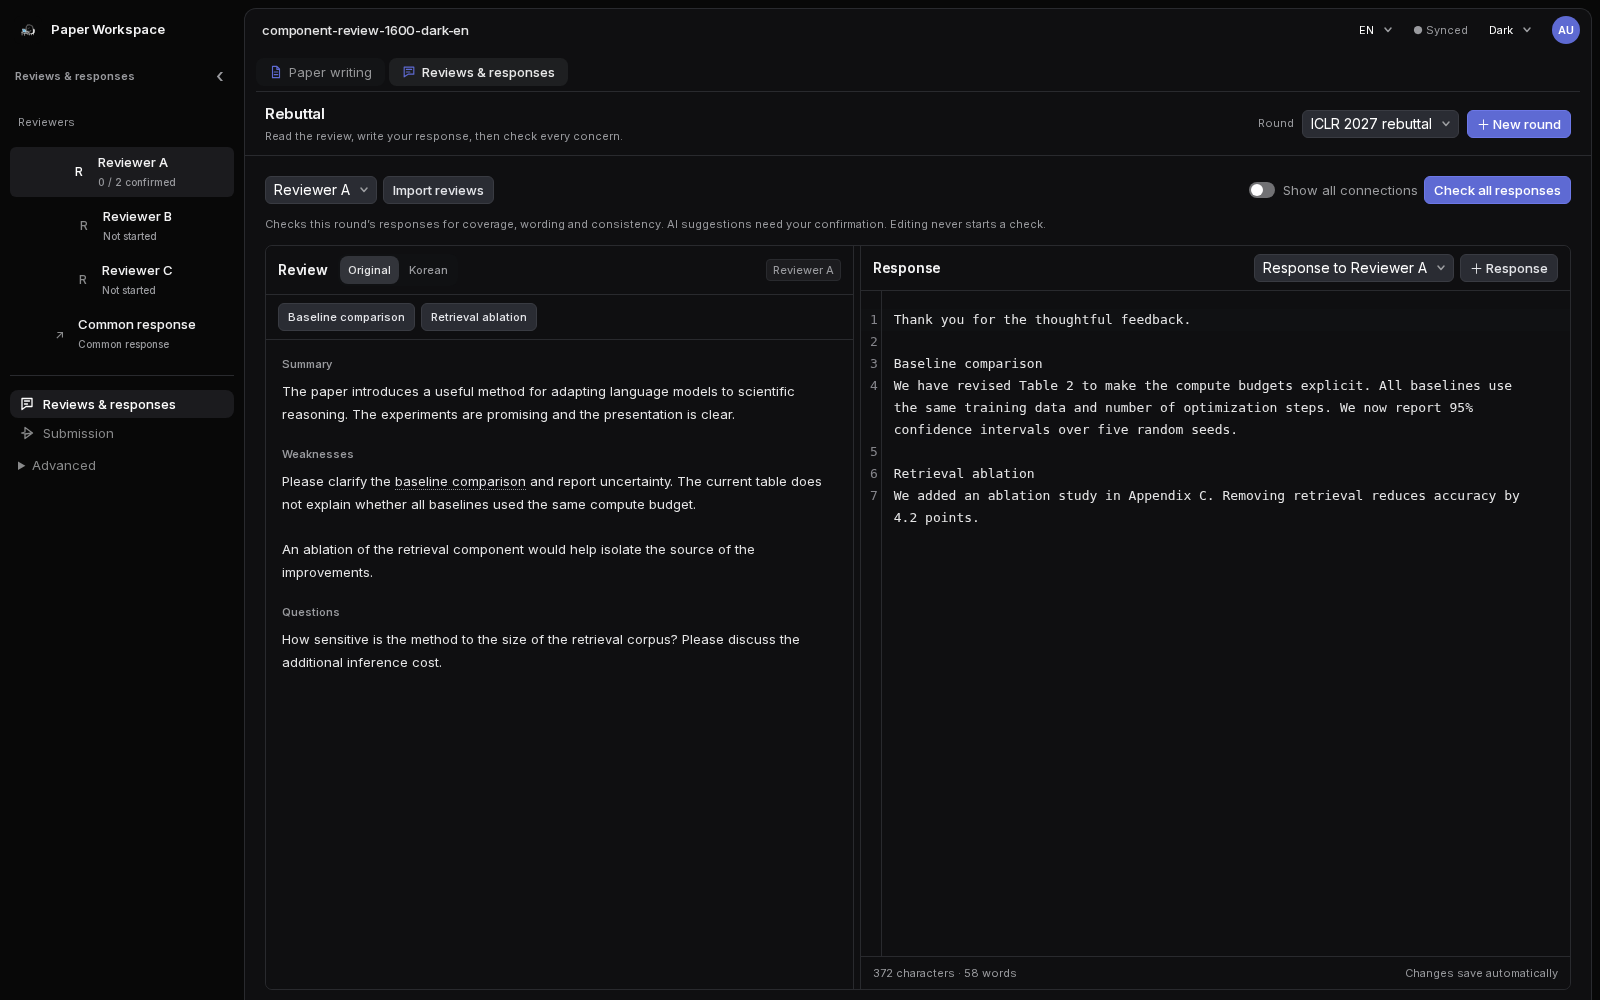 Paper Workspace
component-review-1600-dark-en
EN
Synced
Dark
AU
Reviews & responses
Paper writing
Reviews & responses
Reviewers
R
Reviewer A
0 / 2 confirmed
R
Reviewer B
Not started
R
Reviewer C
Not started
Common response
Common response
Reviews & responses
Submission
Advanced
Rebuttal
Read the review, write your response, then check every concern.
Round
ICLR 2027 rebuttal
New round
Reviewer A
Import reviews
Show all connections
Check all responses
Checks this round’s responses for coverage, wording and consistency. AI suggestions need your confirmation. Editing never starts a check.
Review
Original
Korean
Reviewer A
Baseline comparison
Retrieval ablation
Summary
The paper introduces a useful method for adapting language models to scientific
reasoning. The experiments are promising and the presentation is clear.
Weaknesses
Please clarify the baseline comparison and report uncertainty. The current table does
not explain whether all baselines used the same compute budget.
An ablation of the retrieval component would help isolate the source of the
improvements.
Questions
How sensitive is the method to the size of the retrieval corpus? Please discuss the
additional inference cost.
Response
Response to Reviewer A
Response
1 Thank you for the thoughtful feedback.
2
3 Baseline comparison
4 We have revised Table 2 to make the compute budgets explicit. All baselines use
the same training data and number of optimization steps. We now report 95%
confidence intervals over five random seeds.
5
6 Retrieval ablation
7 We added an ablation study in Appendix C. Removing retrieval reduces accuracy by
4.2 points.
372 characters · 58 words
Changes save automatically